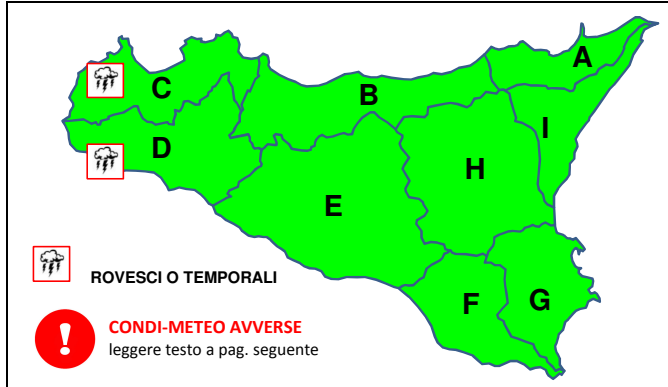 A
C
B
I
D
H
E
F
G
ROVESCI O TEMPORALI
!
CONDI-METEO AVVERSE
leggere testo a pag. seguente